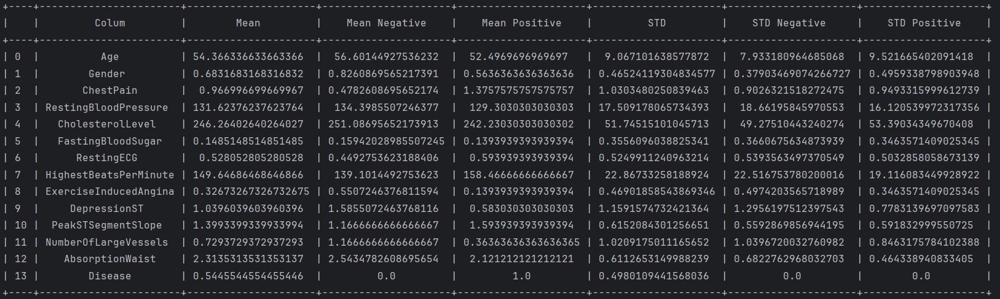 +----+------------------------+----------------------+----------------------+----------------------+----------------------+----------------------+----------------------+
|    |         Colum          |        Mean          |    Mean Negative     |    Mean Positive     |         STD          |     STD Negative     |     STD Positive     |
+----+------------------------+----------------------+----------------------+----------------------+----------------------+----------------------+----------------------+
| 0  |          Age           | 54.366336633663366 | 56.60144927536232 | 52.4969696969697 | 9.067101638577872 | 7.933180964685068 | 9.521665402091418 |
| 1  |         Gender         | 0.6831683168316832 | 0.8260869565217391 | 0.5636363636363636 | 0.46524119304834577 | 0.37903469074266727 | 0.4959338798903948 |
| 2  |       ChestPain        | 0.966996699669967 | 0.4782608695652174 | 1.3757575757575757 | 1.0303480250839463 | 0.9026321518272475 | 0.9493315999612739 |
| 3  | RestingBloodPressure | 131.62376237623764 | 134.3985507246377 | 129.3030303030303 | 17.509178065734393 | 18.66195845970553 | 16.120539972317356 |
| 4  | CholesterolLevel | 246.26402640264027 | 251.08695652173913 | 242.23030303030302 | 51.74515101045713 | 49.27510443240274 | 53.39034349670408 |
| 5  | FastingBloodSugar | 0.1485148514851485 | 0.15942028985507245 | 0.1393939393939394 | 0.3556096038825341 | 0.3660675634873939 | 0.3463571409025345 |
| 6  | RestingECG | 0.528052805280528 | 0.4492753623188406 | 0.593939393939394 | 0.5249911240963214 | 0.5393563497370549 | 0.5032858058673139 |
| 7  | HighestBeatsPerMinute | 149.64686468646866 | 139.1014492753623 | 158.46666666666667 | 22.86733258188924 | 22.516753780200016 | 19.116083449928922 |
| 8  | ExerciseInducedAngina | 0.32673267326732675 | 0.5507246376811594 | 0.1393939393939394 | 0.46901858543869346 | 0.4974203565718989 | 0.3463571409025345 |
| 9  | DepressionST | 1.0396039603960396 | 1.5855072463768116 | 0.583030303030303 | 1.1591574732421364 | 1.2956197512397543 | 0.7783139697097583 |
| 10 | PeakSTSegmentSlope | 1.3993399339933994 | 1.1666666666666667 | 1.593939393939394 | 0.6152084301256651 | 0.5592869856944195 | 0.591832999550725 |
| 11 | NumberOfLargeVessels | 0.7293729372937293 | 1.1666666666666667 | 0.36363636363636365 | 1.0209175011165652 | 1.0396720032760982 | 0.8463175784102388 |
| 12 | AbsorptionWaist | 2.3135313531353137 | 2.5434782608695654 | 2.121212121212121 | 0.6112653149988239 | 0.6822762968032703 | 0.464338940833405 |
| 13 | Disease | 0.5445544554455446 | 0.0 | 1.0 | 0.4980109441568036 | 0.0 | 0.0 |
+----+------------------------+----------------------+----------------------+----------------------+----------------------+----------------------+----------------------+